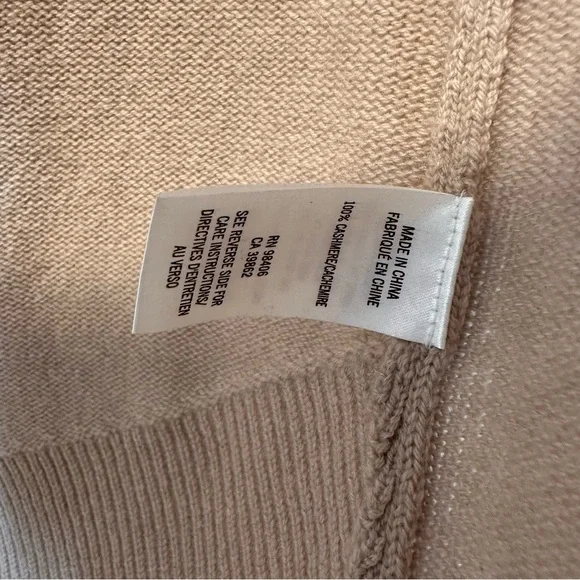 MADE IN CHINA
FABRIQUÉ EN CHINE
100% CASHMERE/CACHEMIRE
RN 98406
CA 39862
SEE REVERSE SIDE FOR
CARE INSTRUCTIONS/
DIRECTIVES D'ENTRETIEN
AU VERSO